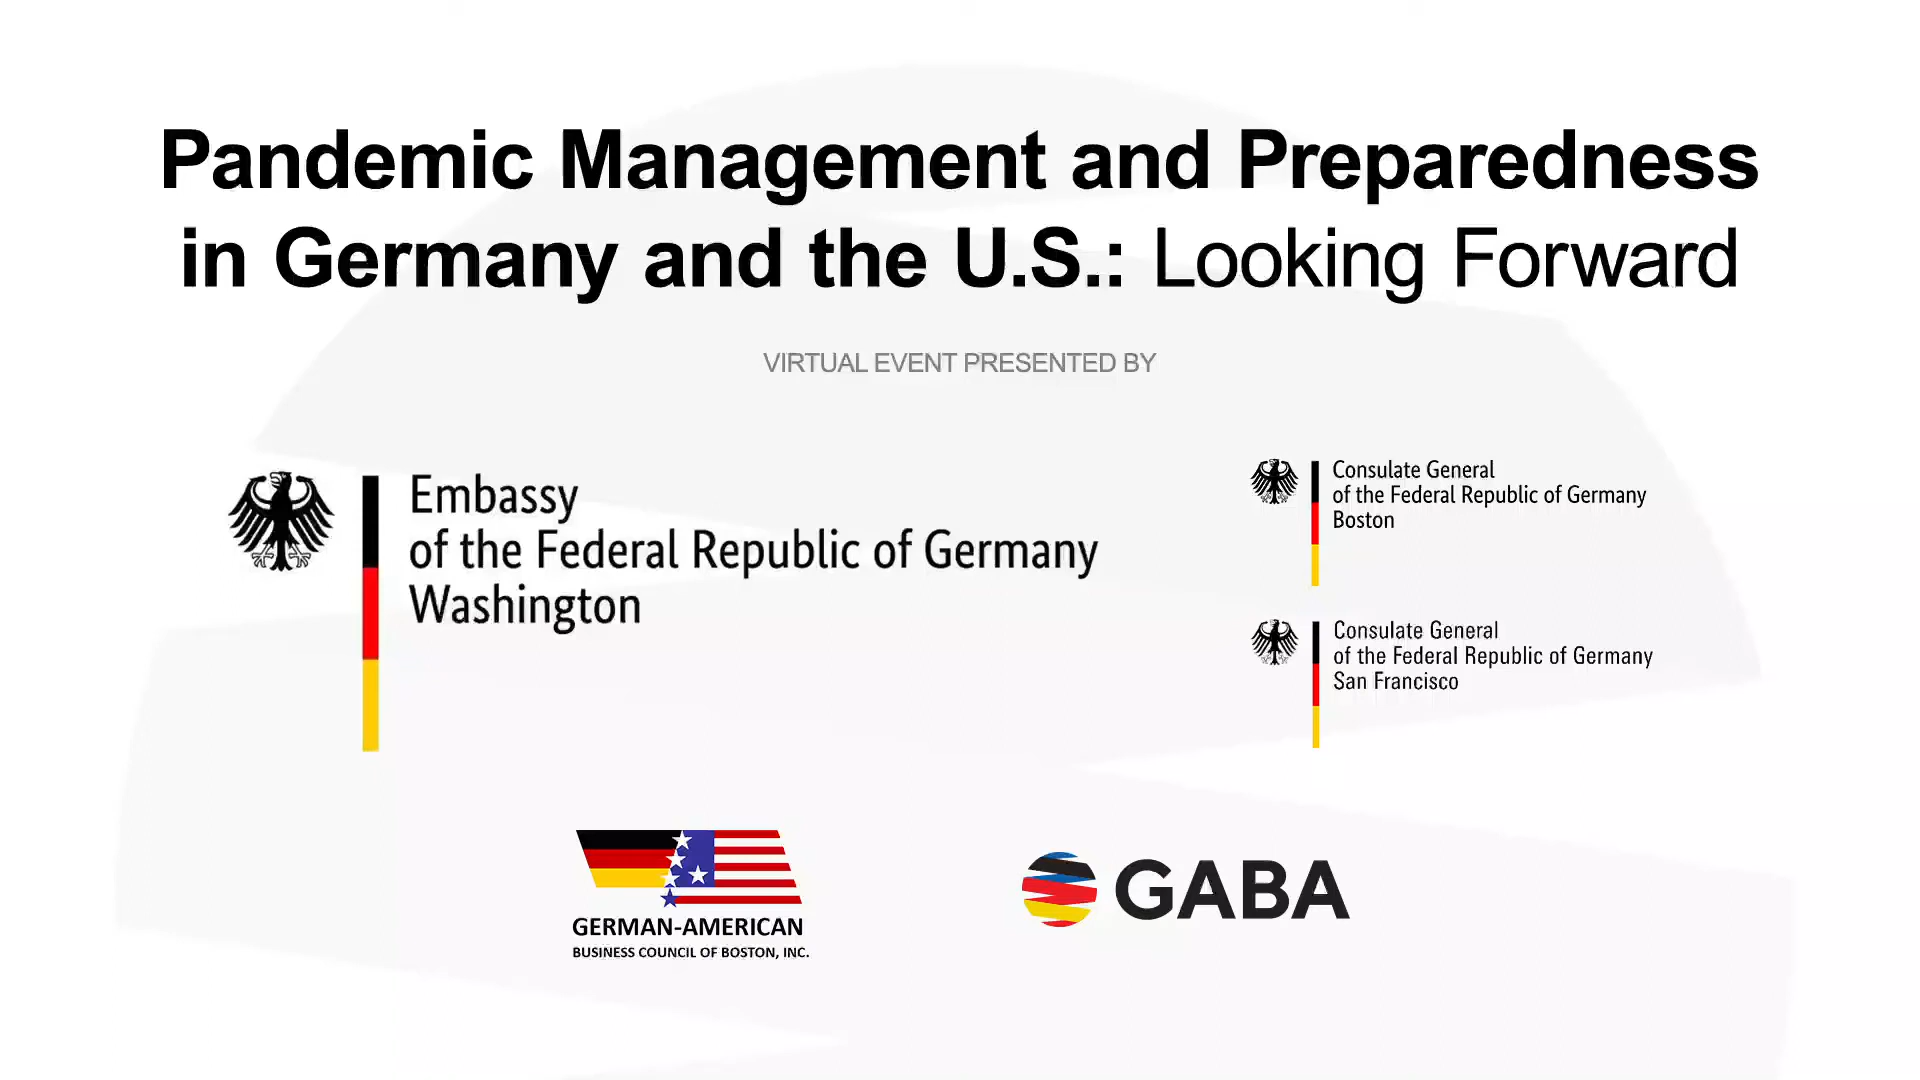 Pandemic Management and Preparedness
in Germany and the U.S.: Looking Forward
VIRTUAL EVENT PRESENTED BY
Embassy
of the Federal Republic of Germany
Washington
Consulate General
of the Federal Republic of Germany
Boston
Consulate General
of the Federal Republic of Germany
San Francisco
GERMAN-AMERICAN
BUSINESS COUNCIL OF BOSTON, INC.
GABA